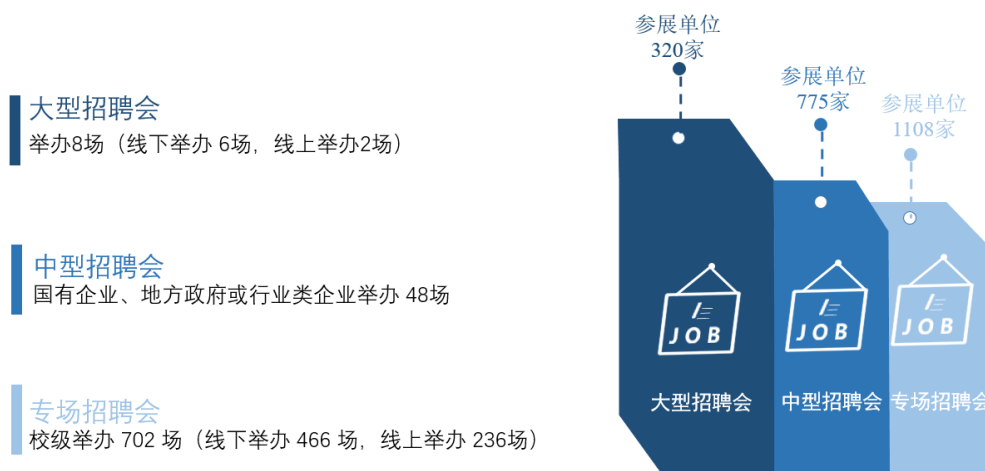 大型招聘会
举办8场（线下举办 6场，线上举办2场）
中型招聘会
国有企业、地方政府或行业类企业举办 48场
专场招聘会
校级举办 702 场（线下举办 466 场，线上举办 236场）
参展单位
320家
参展单位
775家
参展单位
1108家
JOB
JOB
JOB
大型招聘会
中型招聘会
专场招聘会